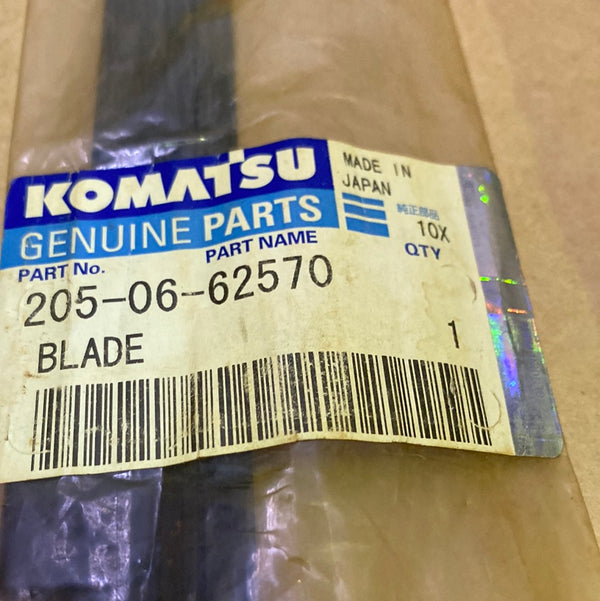 KOMATSU
MADE IN
JAPAN
GENUINE PARTS
純正部品
10X
PART No.
PART NAME
QTY
205-06-62570
BLADE
1